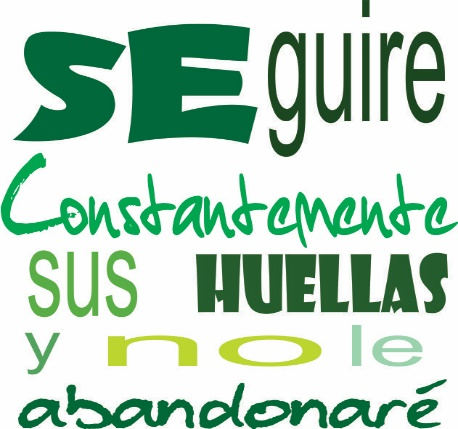 SEguire
Constantemente
sus HUELLAS
y no le
abandonaré